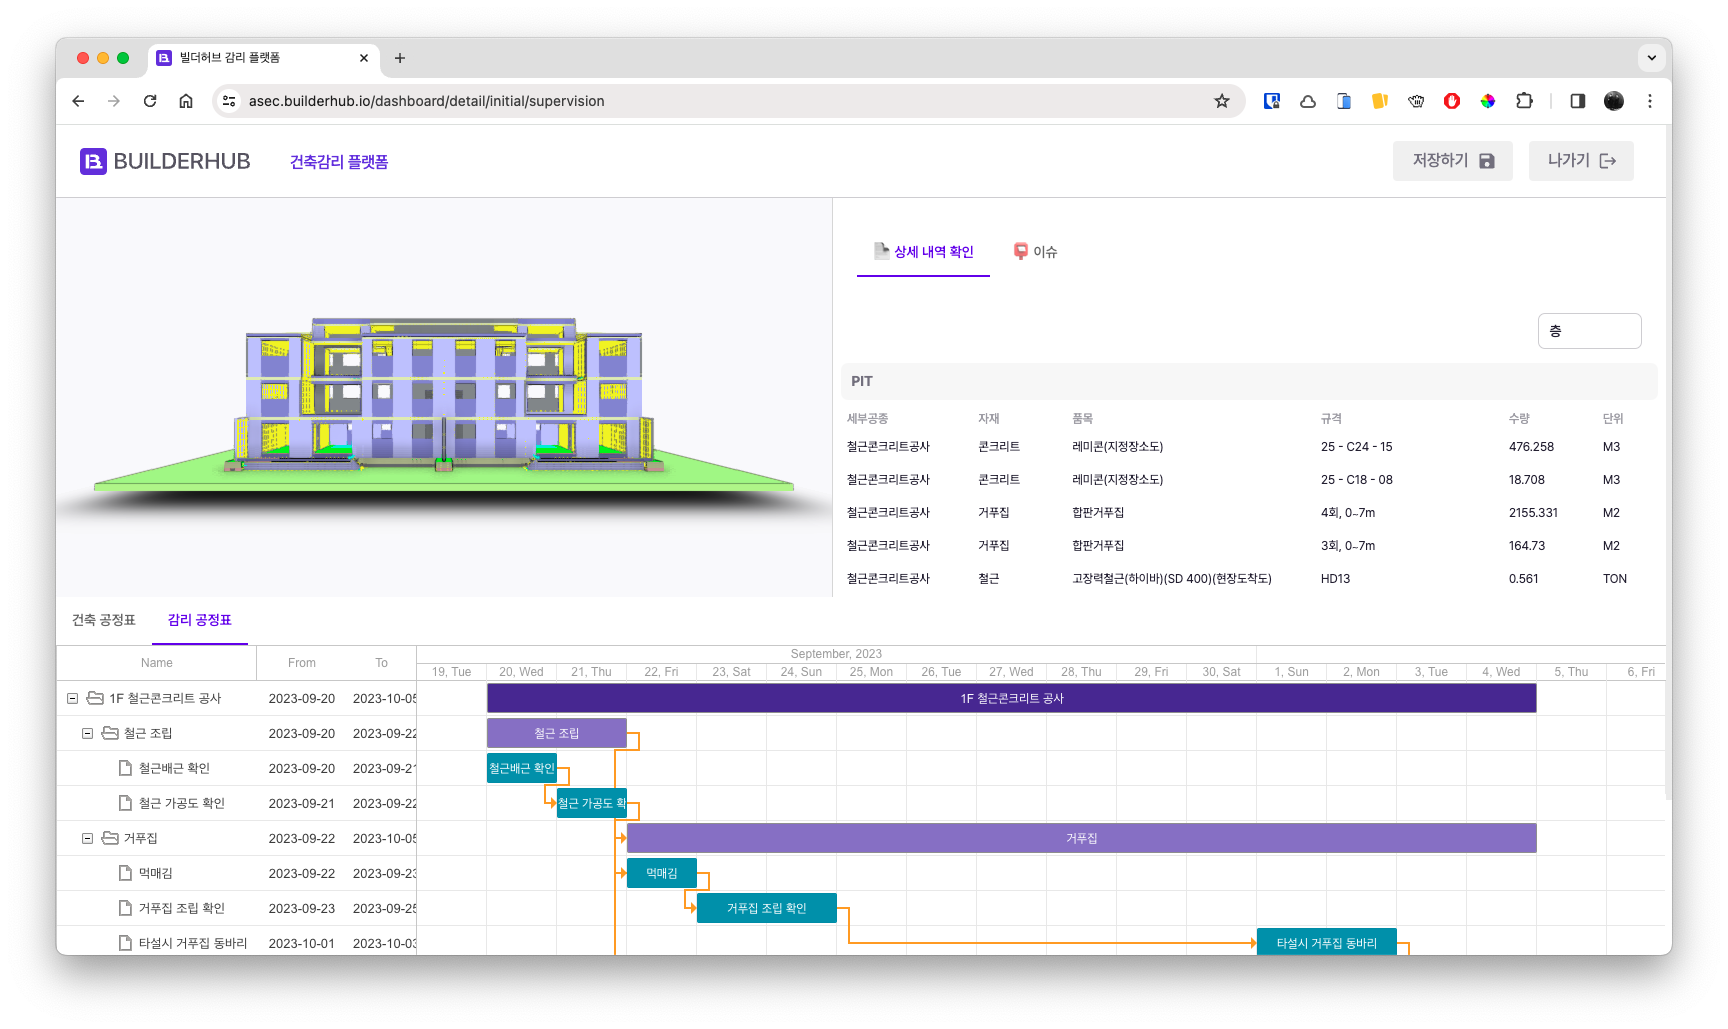 빌더허브 감리 플랫폼
asec.builderhub.io/dashboard/detail/initial/supervision
BUILDERHUB
건축감리 플랫폼
저장하기
나가기
상세 내역 확인
이슈
층
PIT
세부공종 자재 품목 규격 수량 단위
철근콘크리트공사 콘크리트 레미콘(지정장소도) 25 - C24 - 15 476.258 M3
철근콘크리트공사 콘크리트 레미콘(지정장소도) 25 - C18 - 08 18.708 M3
철근콘크리트공사 거푸집 합판거푸집 4회, 0~7m 2155.331 M2
철근콘크리트공사 거푸집 합판거푸집 3회, 0~7m 164.73 M2
철근콘크리트공사 철근 고장력철근(하이바)(SD 400)(현장도착도) HD13 0.561 TON
건축 공정표 감리 공정표
Name From To
September, 2023
19, Tue 20, Wed 21, Thu 22, Fri 23, Sat 24, Sun 25, Mon 26, Tue 27, Wed 28, Thu 29, Fri 30, Sat 1, Sun 2, Mon 3, Tue 4, Wed 5, Thu 6, Fri
1F 철근콘크리트 공사 2023-09-20 2023-10-05 1F 철근콘크리트 공사
철근 조립 2023-09-20 2023-09-22 철근 조립
철근배근 확인 2023-09-20 2023-09-21 철근배근 확인
철근 가공도 확인 2023-09-21 2023-09-22 철근 가공도 확
거푸집 2023-09-22 2023-10-05 거푸집
먹매김 2023-09-22 2023-09-23 먹매김
거푸집 조립 확인 2023-09-23 2023-09-25 거푸집 조립 확인
타설시 거푸집 동바리 2023-10-01 2023-10-03 타설시 거푸집 동바리